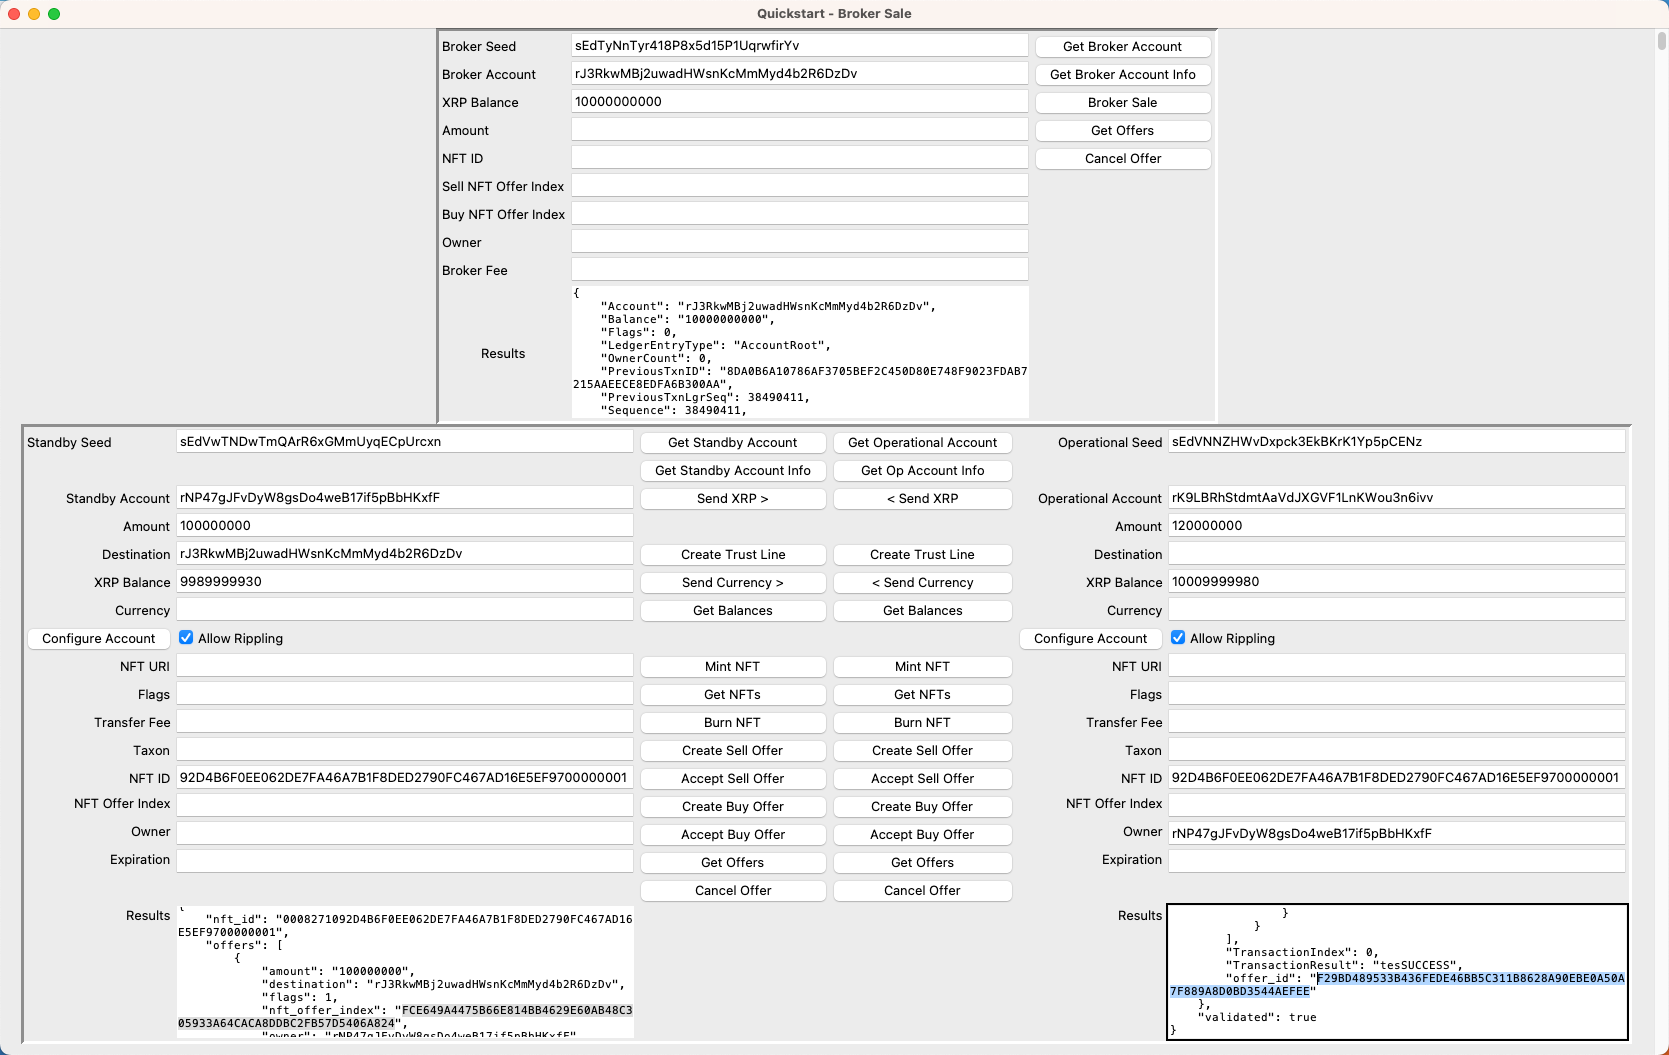 Quickstart - Broker Sale
Broker Seed sEdTyNnTyr418P8x5d15P1UqrwfirYv Get Broker Account
Broker Account rJ3RkwMBj2uwadHWsnKcMmMyd4b2R6DzDv Get Broker Account Info
XRP Balance 10000000000 Broker Sale
Amount Get Offers
NFT ID Cancel Offer
Sell NFT Offer Index
Buy NFT Offer Index
Owner
Broker Fee
Results
{
"Account": "rJ3RkwMBj2uwadHWsnKcMmMyd4b2R6DzDv",
"Balance": "10000000000",
"Flags": 0,
"LedgerEntryType": "AccountRoot",
"OwnerCount": 0,
"PreviousTxnID": "8DA0B6A10786AF3705BEF2C450D80E748F9023FDAB7
215AAEECE8EDFA6B300AA",
"PreviousTxnLgrSeq": 38490411,
"Sequence": 38490411,
Standby Seed sEdVwTNDwTmQArR6xGMmUyqECpUrcxn Get Standby Account Get Operational Account Operational Seed sEdVNNZHWvDxpck3EkBKrK1Yp5pCENz
Get Standby Account Info Get Op Account Info
Standby Account rNP47gJFvDyW8gsDo4weB17if5pBbHKxfF Send XRP > < Send XRP Operational Account rK9LBRhStdmtAaVdJXGVF1LnKWou3n6ivv
Amount 100000000 Amount 120000000
Destination rJ3RkwMBj2uwadHWsnKcMmMyd4b2R6DzDv Create Trust Line Create Trust Line Destination
XRP Balance 9989999930 Send Currency > < Send Currency XRP Balance 10009999980
Currency Get Balances Get Balances Currency
Configure Account Allow Rippling Configure Account Allow Rippling
NFT URI Mint NFT Mint NFT NFT URI
Flags Get NFTs Get NFTs Flags
Transfer Fee Burn NFT Burn NFT Transfer Fee
Taxon Create Sell Offer Create Sell Offer Taxon
NFT ID 92D4B6F0EE062DE7FA46A7B1F8DED2790FC467AD16E5EF9700000001 Accept Sell Offer Accept Sell Offer NFT ID 92D4B6F0EE062DE7FA46A7B1F8DED2790FC467AD16E5EF9700000001
NFT Offer Index Create Buy Offer Create Buy Offer NFT Offer Index
Owner Accept Buy Offer Accept Buy Offer Owner rNP47gJFvDyW8gsDo4weB17if5pBbHKxfF
Expiration Get Offers Get Offers Expiration
Cancel Offer Cancel Offer
Results
{
"nft_id": "0008271092D4B6F0EE062DE7FA46A7B1F8DED2790FC467AD16
E5EF9700000001",
"offers": [
{
"amount": "100000000",
"destination": "rJ3RkwMBj2uwadHWsnKcMmMyd4b2R6DzDv",
"flags": 1,
"nft_offer_index": "FCE649A4475B66E814BB4629E60AB48C3
05933A64CACA8DDBC2FB57D5406A824",
"owner": "rNP47gJFvDyW8gsDo4weB17if5pBbHKxfF"
Results
}
}
],
"TransactionIndex": 0,
"TransactionResult": "tesSUCCESS",
"offer_id": "F29BD489533B436FEDE46BB5C311B8628A90EBE0A50A
7F889A8D0BD3544AEFEE"
},
"validated": true
}